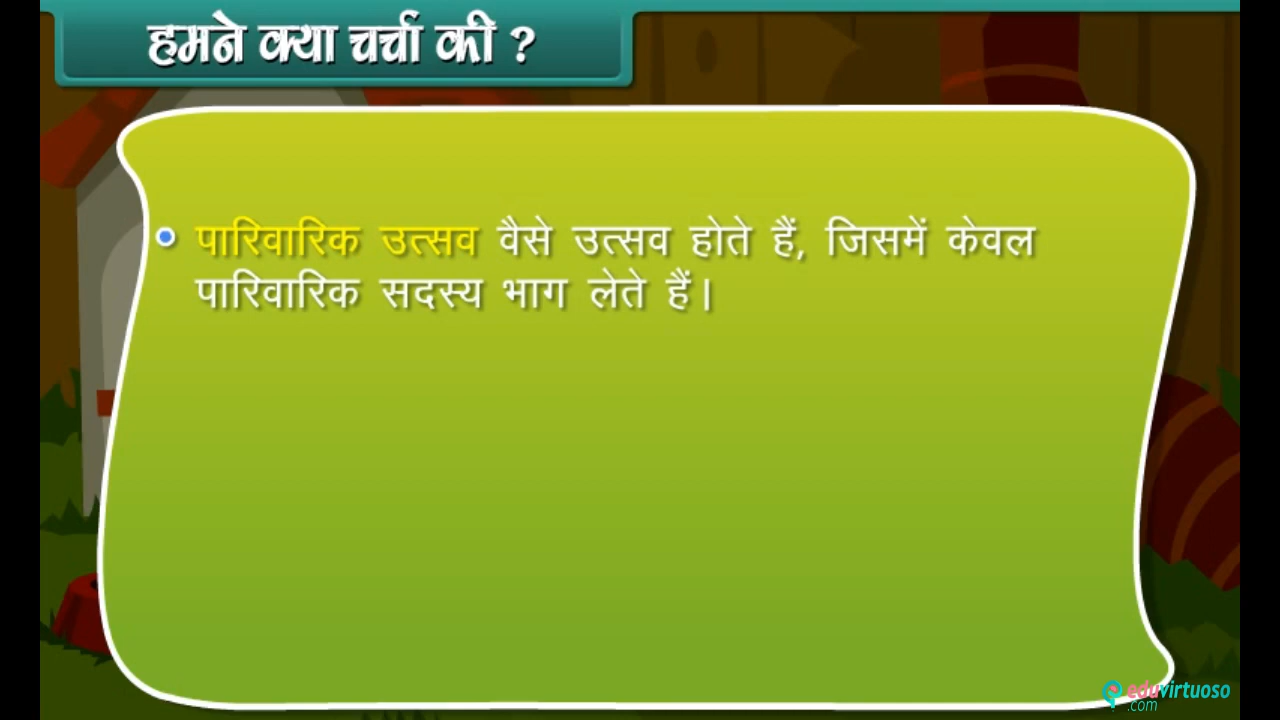 हमने क्या चर्चा की ?
• पारिवारिक उत्सव वैसे उत्सव होते हैं, जिसमें केवल
पारिवारिक सदस्य भाग लेते हैं।
eduvirtuoso
.com